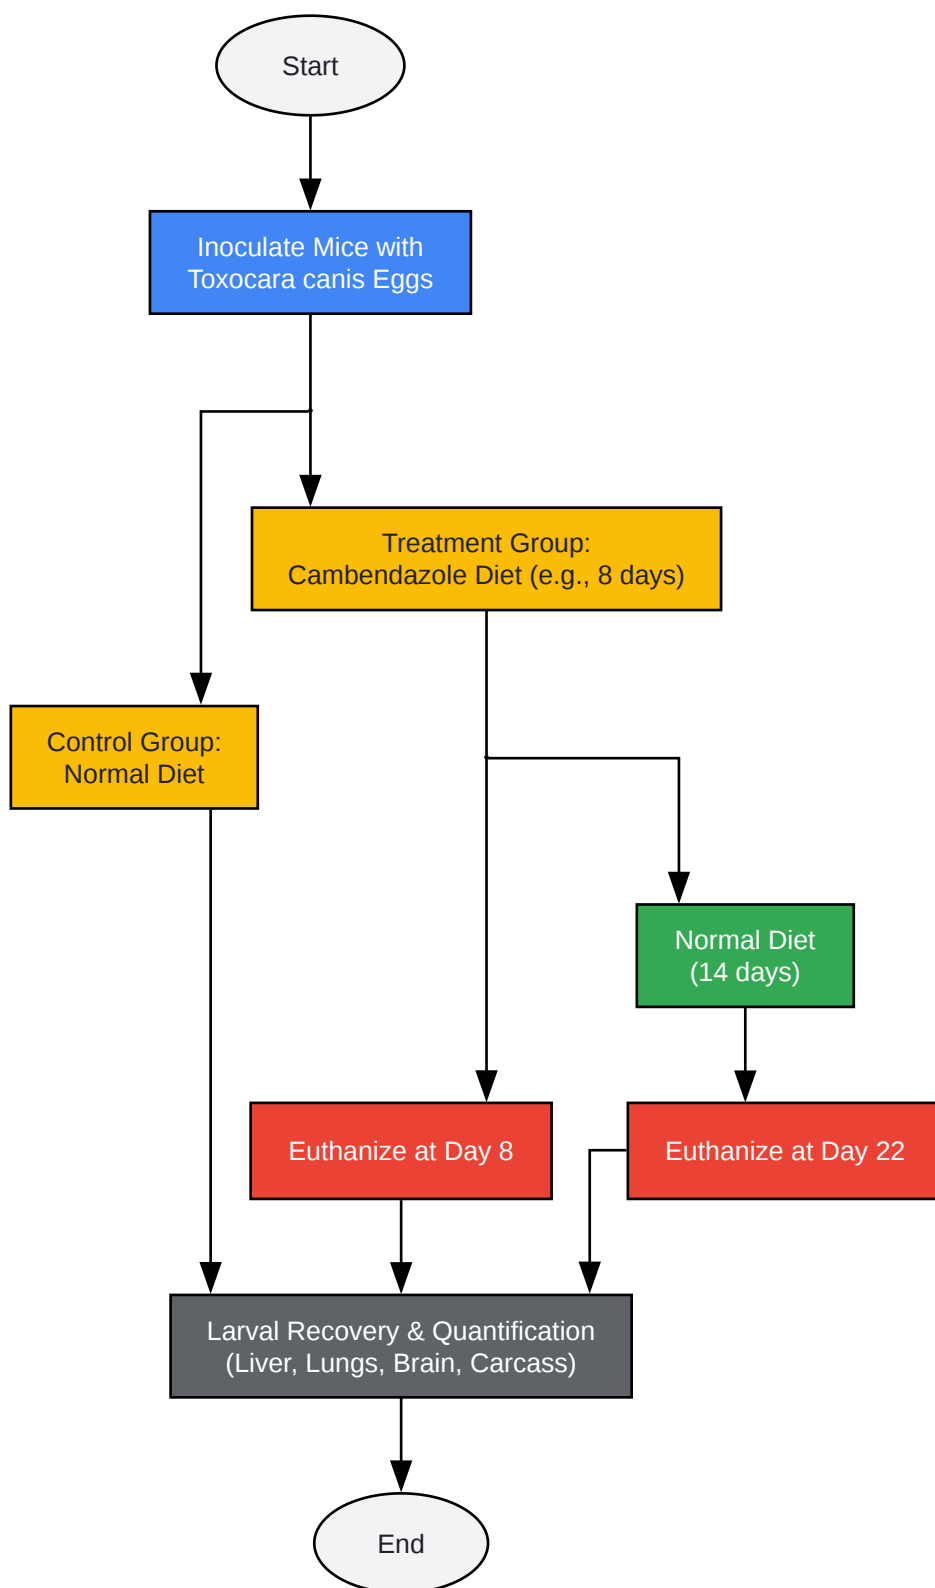 Start
Inoculate Mice with
Toxocara canis Eggs
Treatment Group:
Cambendazole Diet (e.g., 8 days)
Control Group:
Normal Diet
Normal Diet
(14 days)
Euthanize at Day 8
Euthanize at Day 22
Larval Recovery & Quantification
(Liver, Lungs, Brain, Carcass)
End